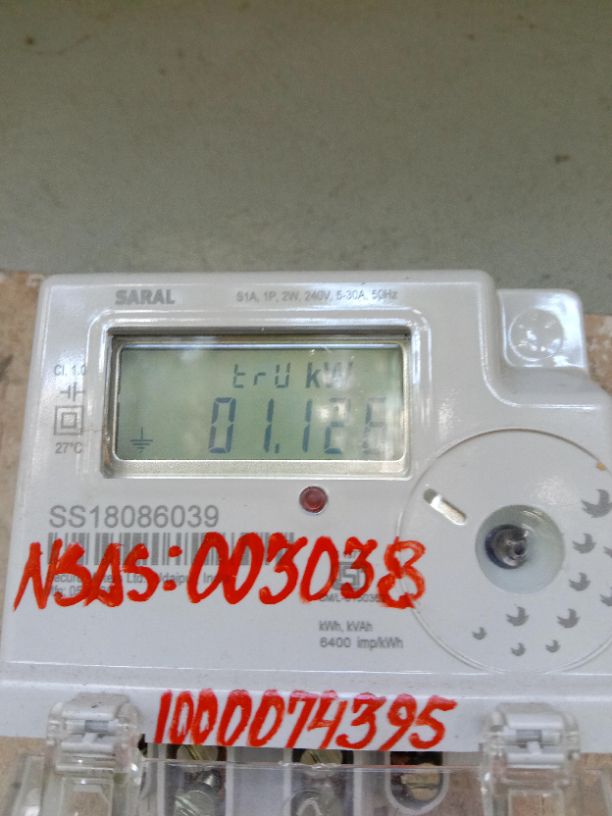 SARAL S1A, 1P, 2W, 240V, 5-30A, 50Hz
Cl. 1.0
trU kW
01.12
27°C
SS18086039
NSAS:-003038
kWh, kVAh
6400 imp/kWh
1000074395